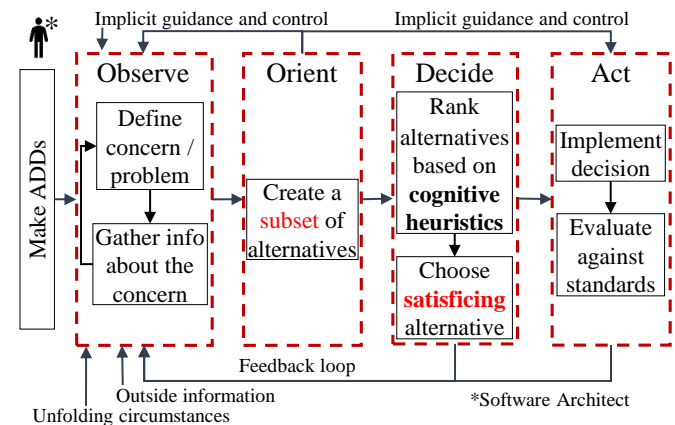 Implicit guidance and control
Implicit guidance and control
*
Make ADDs
Observe
Define
concern /
problem
Gather info
about the
concern
Orient
Create a
subset of
alternatives
Decide
Rank
alternatives
based on
cognitive
heuristics
Choose
satisficing
alternative
Act
Implement
decision
Evaluate
against
standards
Feedback loop
Outside information
Unfolding circumstances
*Software Architect